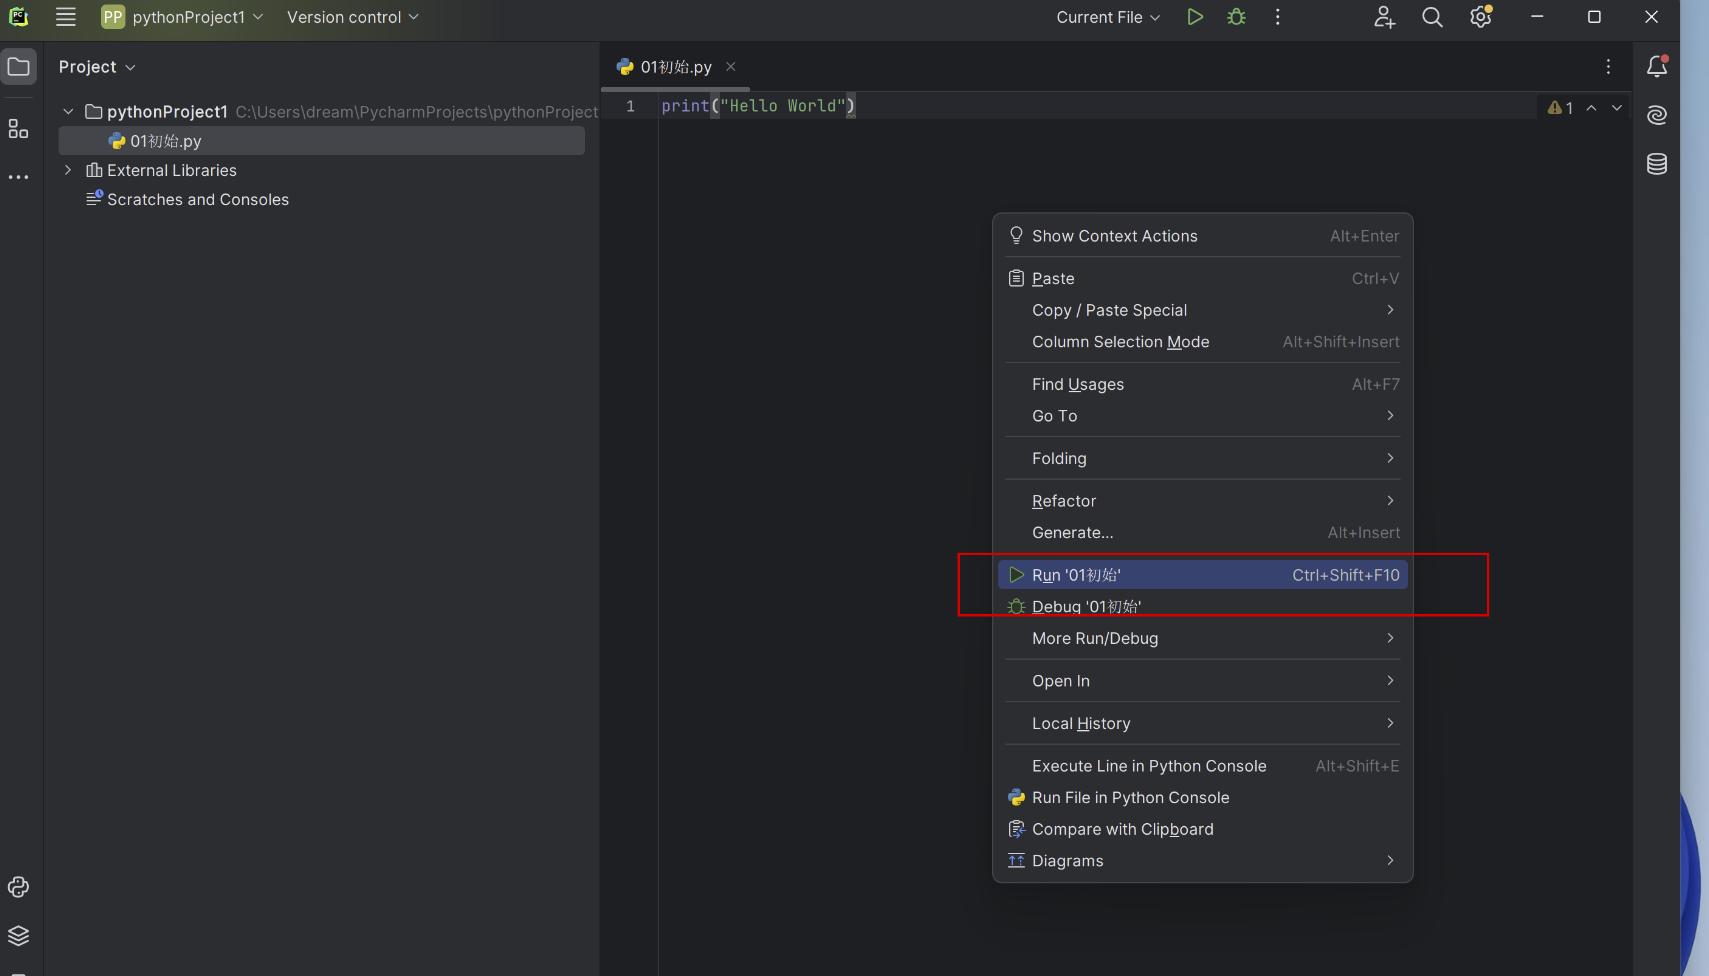 PC
PP pythonProject1 Version control Current File
Project
pythonProject1 C:\Users\dream\PycharmProjects\pythonProject
01初始.py
External Libraries
Scratches and Consoles
01初始.py
1 print("Hello World")
1
Show Context Actions Alt+Enter
Paste Ctrl+V
Copy / Paste Special
Column Selection Mode Alt+Shift+Insert
Find Usages Alt+F7
Go To
Folding
Refactor
Generate... Alt+Insert
Run '01初始' Ctrl+Shift+F10
Debug '01初始'
More Run/Debug
Open In
Local History
Execute Line in Python Console Alt+Shift+E
Run File in Python Console
Compare with Clipboard
Diagrams